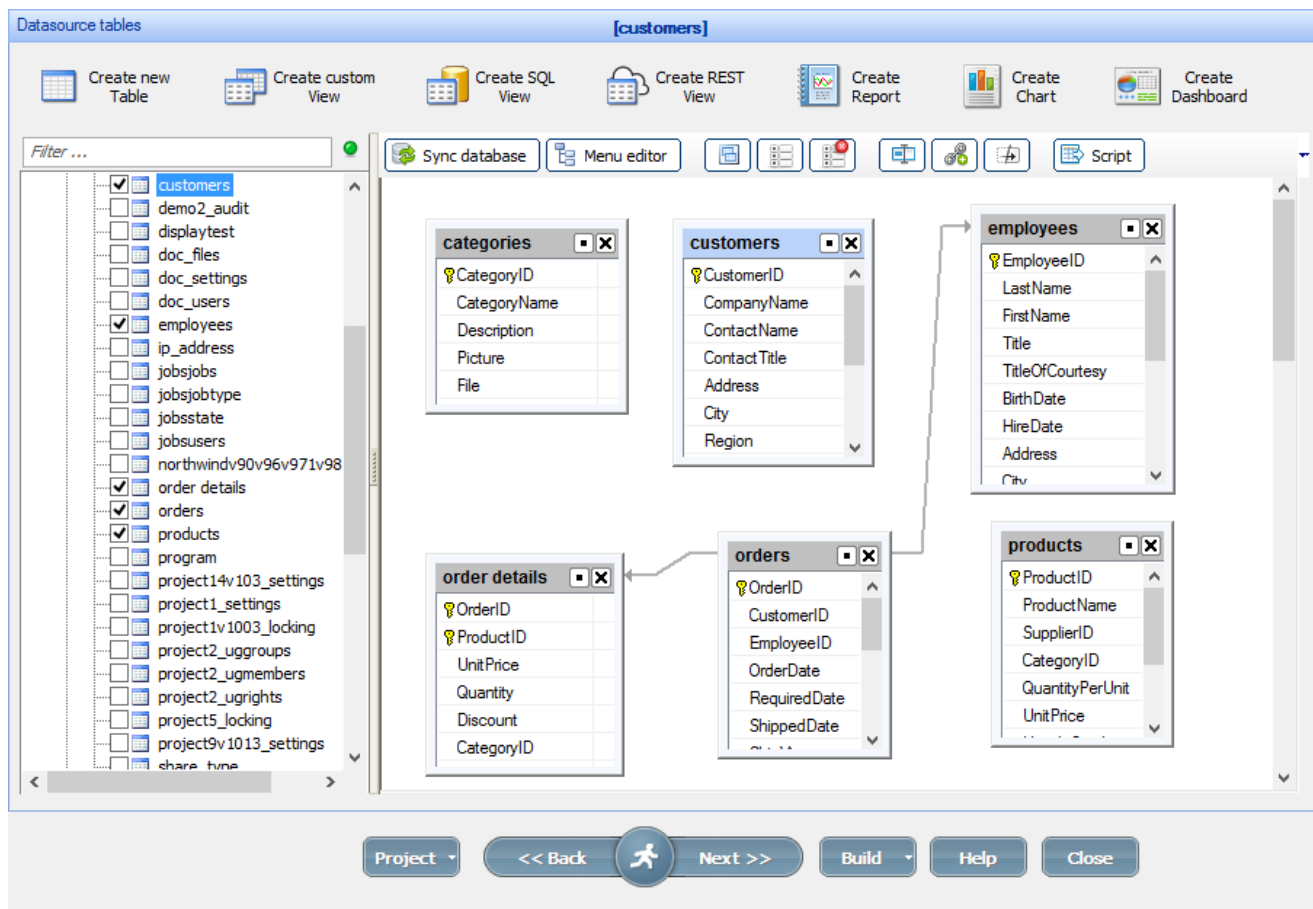 Datasource tables
[customers]
Create new
Table
Create custom
View
Create SQL
View
Create REST
View
Create
Report
Create
Chart
Create
Dashboard
Filter ...
Sync database
Menu editor
Script
customers
demo2_audit
displaytest
doc_files
doc_settings
doc_users
employees
ip_address
jobsjobs
jobsjobtype
jobsstate
jobsusers
northwindv90v96v971v98
order details
orders
products
program
project14v103_settings
project1_settings
project1v1003_locking
project2_uggroups
project2_ugmembers
project2_ugrights
project5_locking
project9v1013_settings
share_type
categories
CategoryID
CategoryName
Description
Picture
File
customers
CustomerID
CompanyName
ContactName
ContactTitle
Address
City
Region
employees
EmployeeID
LastName
FirstName
Title
TitleOfCourtesy
BirthDate
HireDate
Address
City
order details
OrderID
ProductID
UnitPrice
Quantity
Discount
CategoryID
orders
OrderID
CustomerID
EmployeeID
OrderDate
RequiredDate
ShippedDate
products
ProductID
ProductName
SupplierID
CategoryID
QuantityPerUnit
UnitPrice
Project
<< Back
Next >>
Build
Help
Close